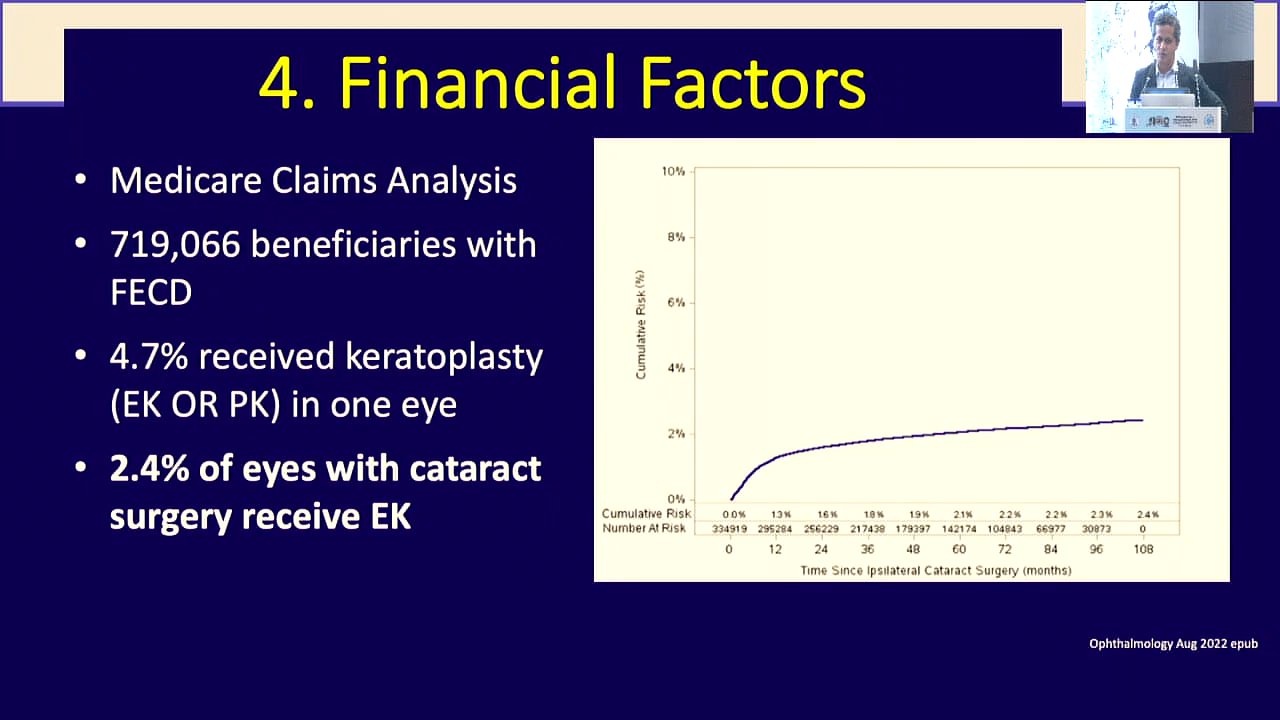 4. Financial Factors
• Medicare Claims Analysis
• 719,066 beneficiaries with
FECD
• 4.7% received keratoplasty
(EK OR PK) in one eye
• 2.4% of eyes with cataract
surgery receive EK
Cumulative Risk (%)
10%
8%
6%
4%
2%
0%
Cumulative Risk 0.0% 1.3% 1.6% 1.8% 1.9% 2.1% 2.2% 2.2% 2.3% 2.4%
Number At Risk 334919 295284 256229 217438 179397 142174 104843 66977 30873 0
0 12 24 36 48 60 72 84 96 108
Time Since Ipsilateral Cataract Surgery (months)
Ophthalmology Aug 2022 epub